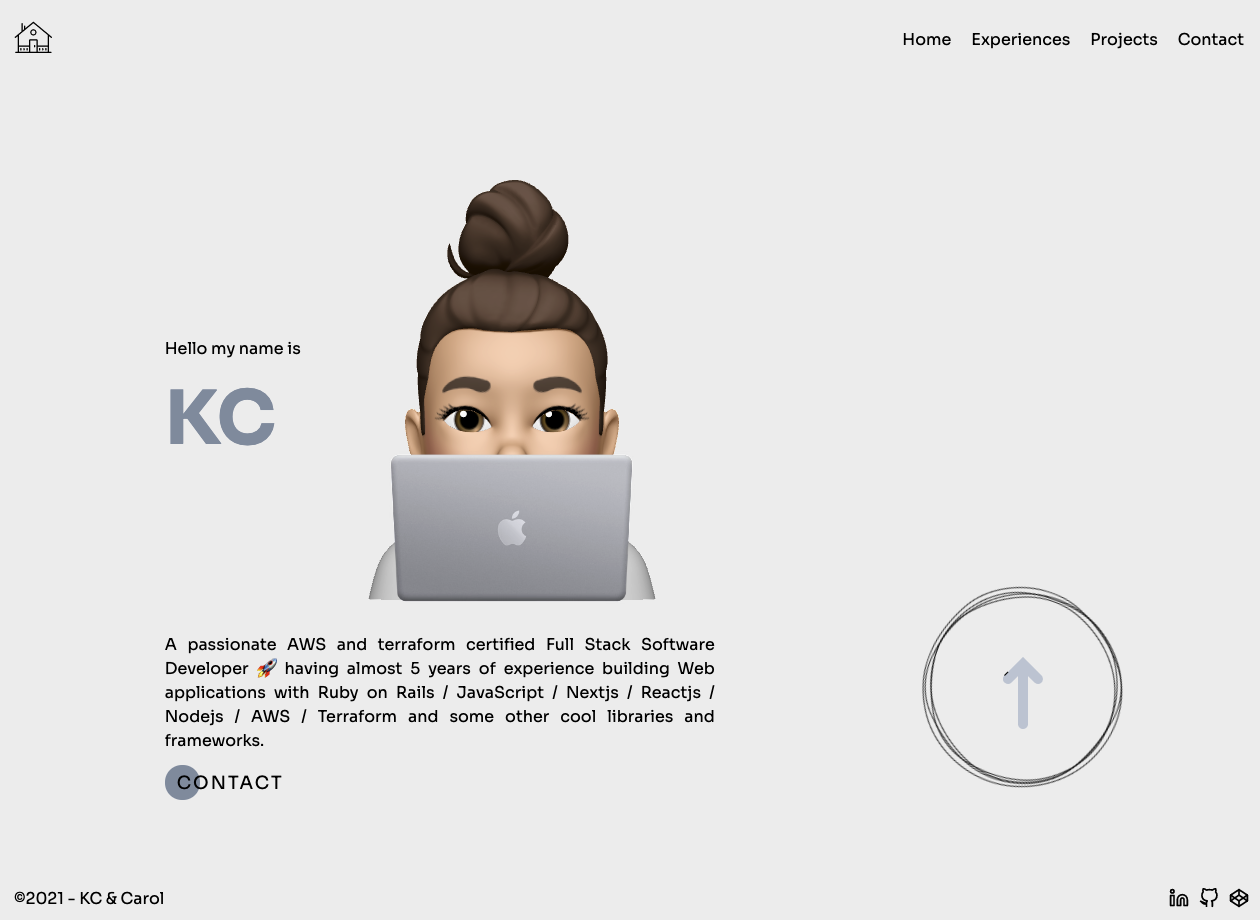 Home Experiences Projects Contact
Hello my name is
KC
A passionate AWS and terraform certified Full Stack Software
Developer 🚀 having almost 5 years of experience building Web
applications with Ruby on Rails / JavaScript / Nextjs / Reactjs /
Nodejs / AWS / Terraform and some other cool libraries and
frameworks.
CONTACT
©2021 - KC & Carol